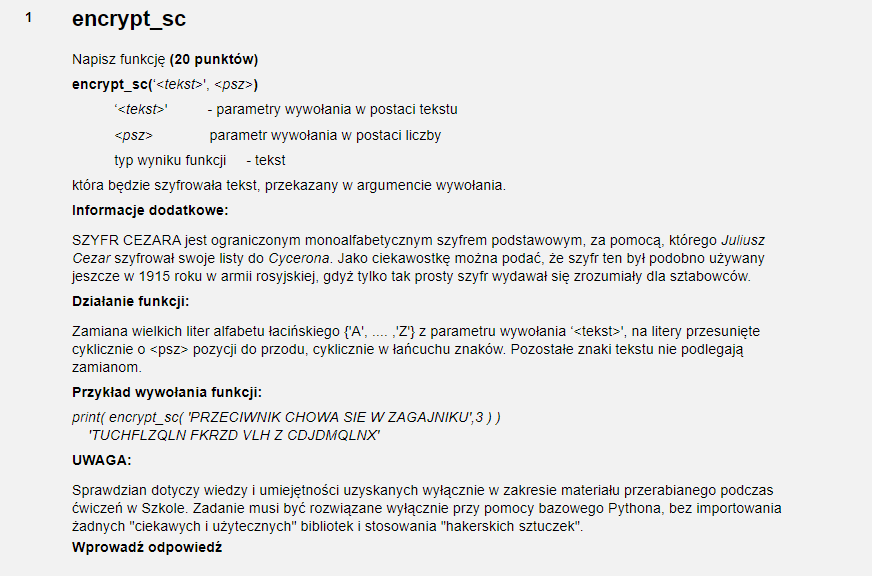 1 encrypt_sc
Napisz funkcję (20 punktów)
encrypt_sc('<tekst>', <psz>)
'<tekst>' - parametry wywołania w postaci tekstu
<psz> parametr wywołania w postaci liczby
typ wyniku funkcji - tekst
która będzie szyfrowała tekst, przekazany w argumencie wywołania.
Informacje dodatkowe:
SZYFR CEZARA jest ograniczonym monoalfabetycznym szyfrem podstawowym, za pomocą, którego Juliusz
Cezar szyfrował swoje listy do Cycerona. Jako ciekawostkę można podać, że szyfr ten był podobno używany
jeszcze w 1915 roku w armii rosyjskiej, gdyż tylko tak prosty szyfr wydawał się zrozumiały dla sztabowców.
Działanie funkcji:
Zamiana wielkich liter alfabetu łacińskiego {'A', .... ,'Z'} z parametru wywołania '<tekst>', na litery przesunięte
cyklicznie o <psz> pozycji do przodu, cyklicznie w łańcuchu znaków. Pozostałe znaki tekstu nie podlegają
zamianom.
Przykład wywołania funkcji:
print( encrypt_sc( 'PRZECIWNIK CHOWA SIE W ZAGAJNIKU',3 ) )
'TUCHFLZQLN FKRZD VLH Z CDJDMQLNX'
UWAGA:
Sprawdzian dotyczy wiedzy i umiejętności uzyskanych wyłącznie w zakresie materiału przerabianego podczas
ćwiczeń w Szkole. Zadanie musi być rozwiązane wyłącznie przy pomocy bazowego Pythona, bez importowania
żadnych "ciekawych i użytecznych" bibliotek i stosowania "hakerskich sztuczek".
Wprowadź odpowiedź